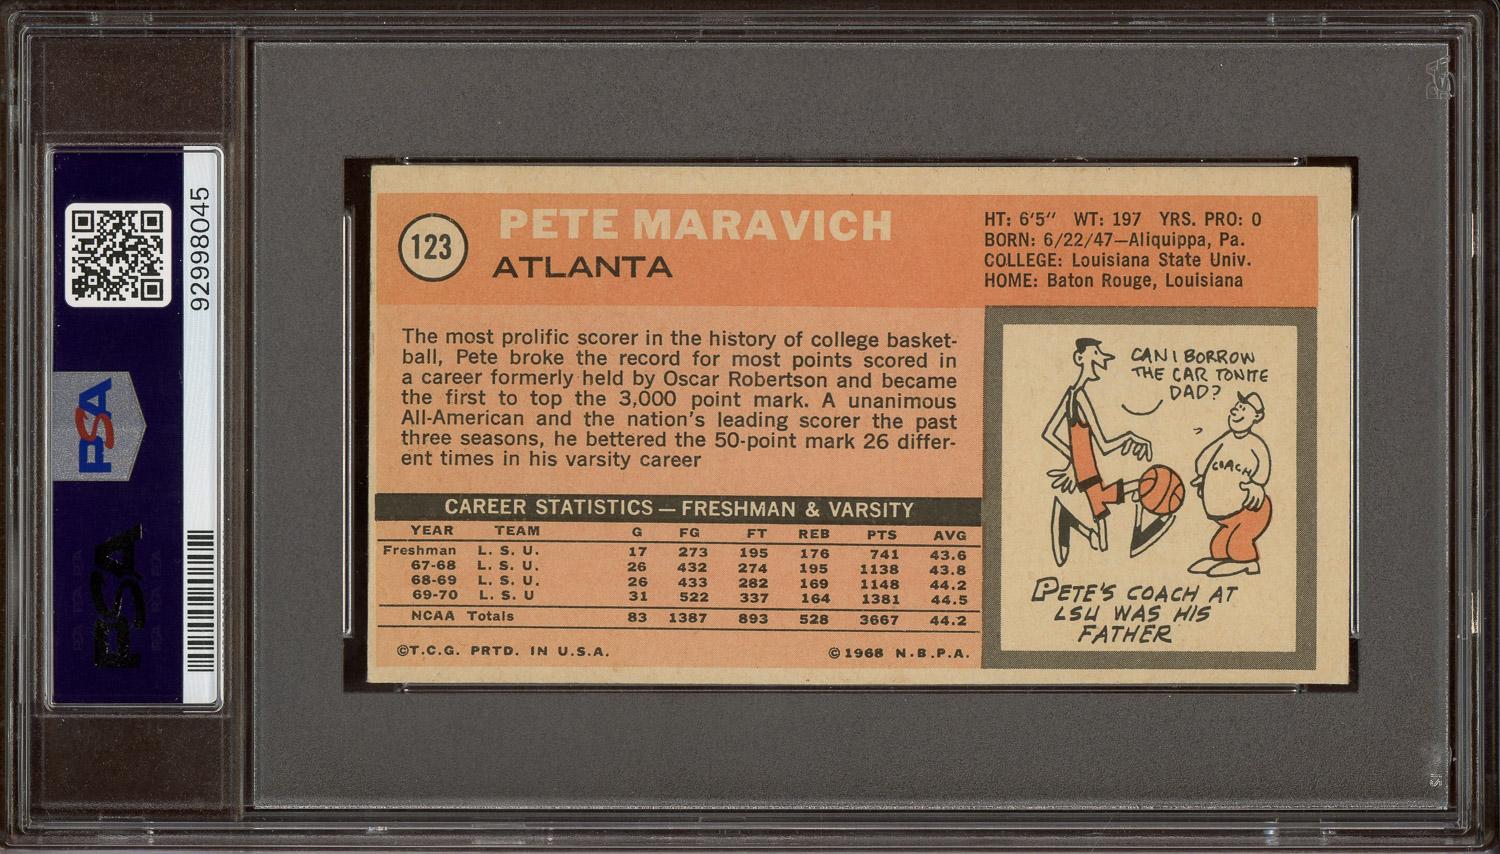 92998045
PSA
PSA
123
PETE MARAVICH
ATLANTA
HT: 6'5" WT: 197 YRS. PRO: 0
BORN: 6/22/47—Aliquippa, Pa.
COLLEGE: Louisiana State Univ.
HOME: Baton Rouge, Louisiana
The most prolific scorer in the history of college basket-
ball, Pete broke the record for most points scored in
a career formerly held by Oscar Robertson and became
the first to top the 3,000 point mark. A unanimous
All-American and the nation's leading scorer the past
three seasons, he bettered the 50-point mark 26 differ-
ent times in his varsity career
CAREER STATISTICS — FRESHMAN & VARSITY
YEAR TEAM G FG FT REB PTS AVG
Freshman L. S. U. 17 273 195 176 741 43.6
67-68 L. S. U. 26 432 274 195 1138 43.8
68-69 L. S. U. 26 433 282 169 1148 44.2
69-70 L. S. U 31 522 337 164 1381 44.5
NCAA Totals 83 1387 893 528 3667 44.2
©T.C.G. PRTD. IN U.S.A. ©1968 N.B.P.A.
CAN I BORROW
THE CAR TONITE
DAD?
COACH
PETE'S COACH AT
LSU WAS HIS
FATHER